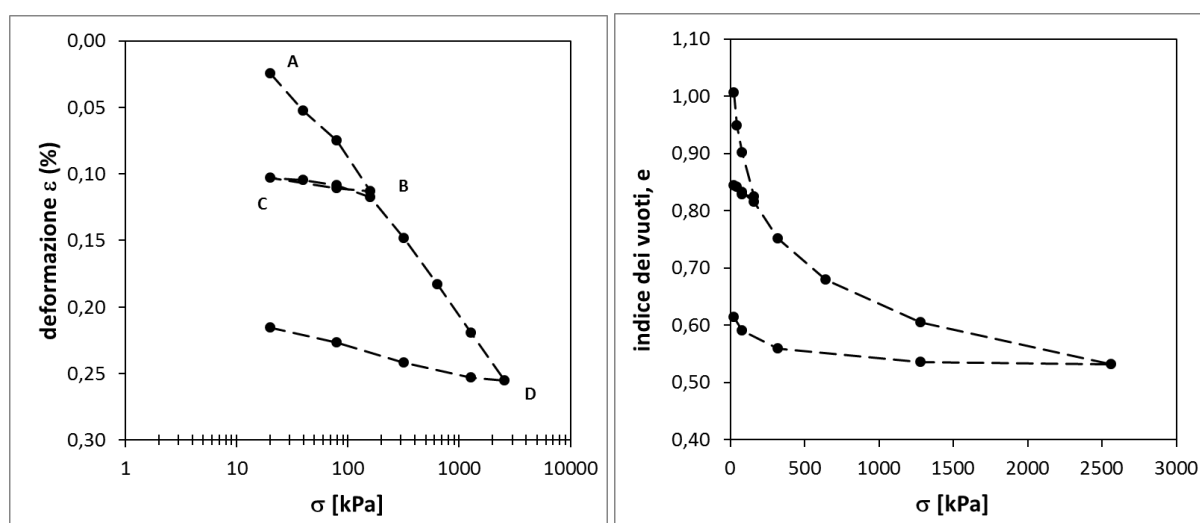 0,00
0,05
0,10
0,15
0,20
0,25
0,30
deformazione ε (%)
A
B
C
D
1 10 100 1000 10000
σ [kPa]
1,10
1,00
0,90
0,80
0,70
0,60
0,50
0,40
indice dei vuoti, e
0 500 1000 1500 2000 2500 3000
σ [kPa]